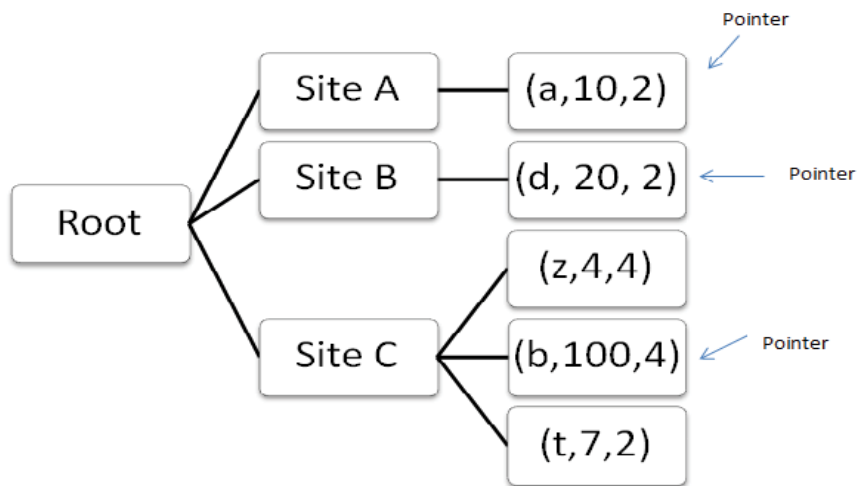 Pointer
Site A
(a,10,2)
Site B
(d, 20, 2)
Pointer
Root
(z,4,4)
Site C
(b,100,4)
Pointer
(t,7,2)